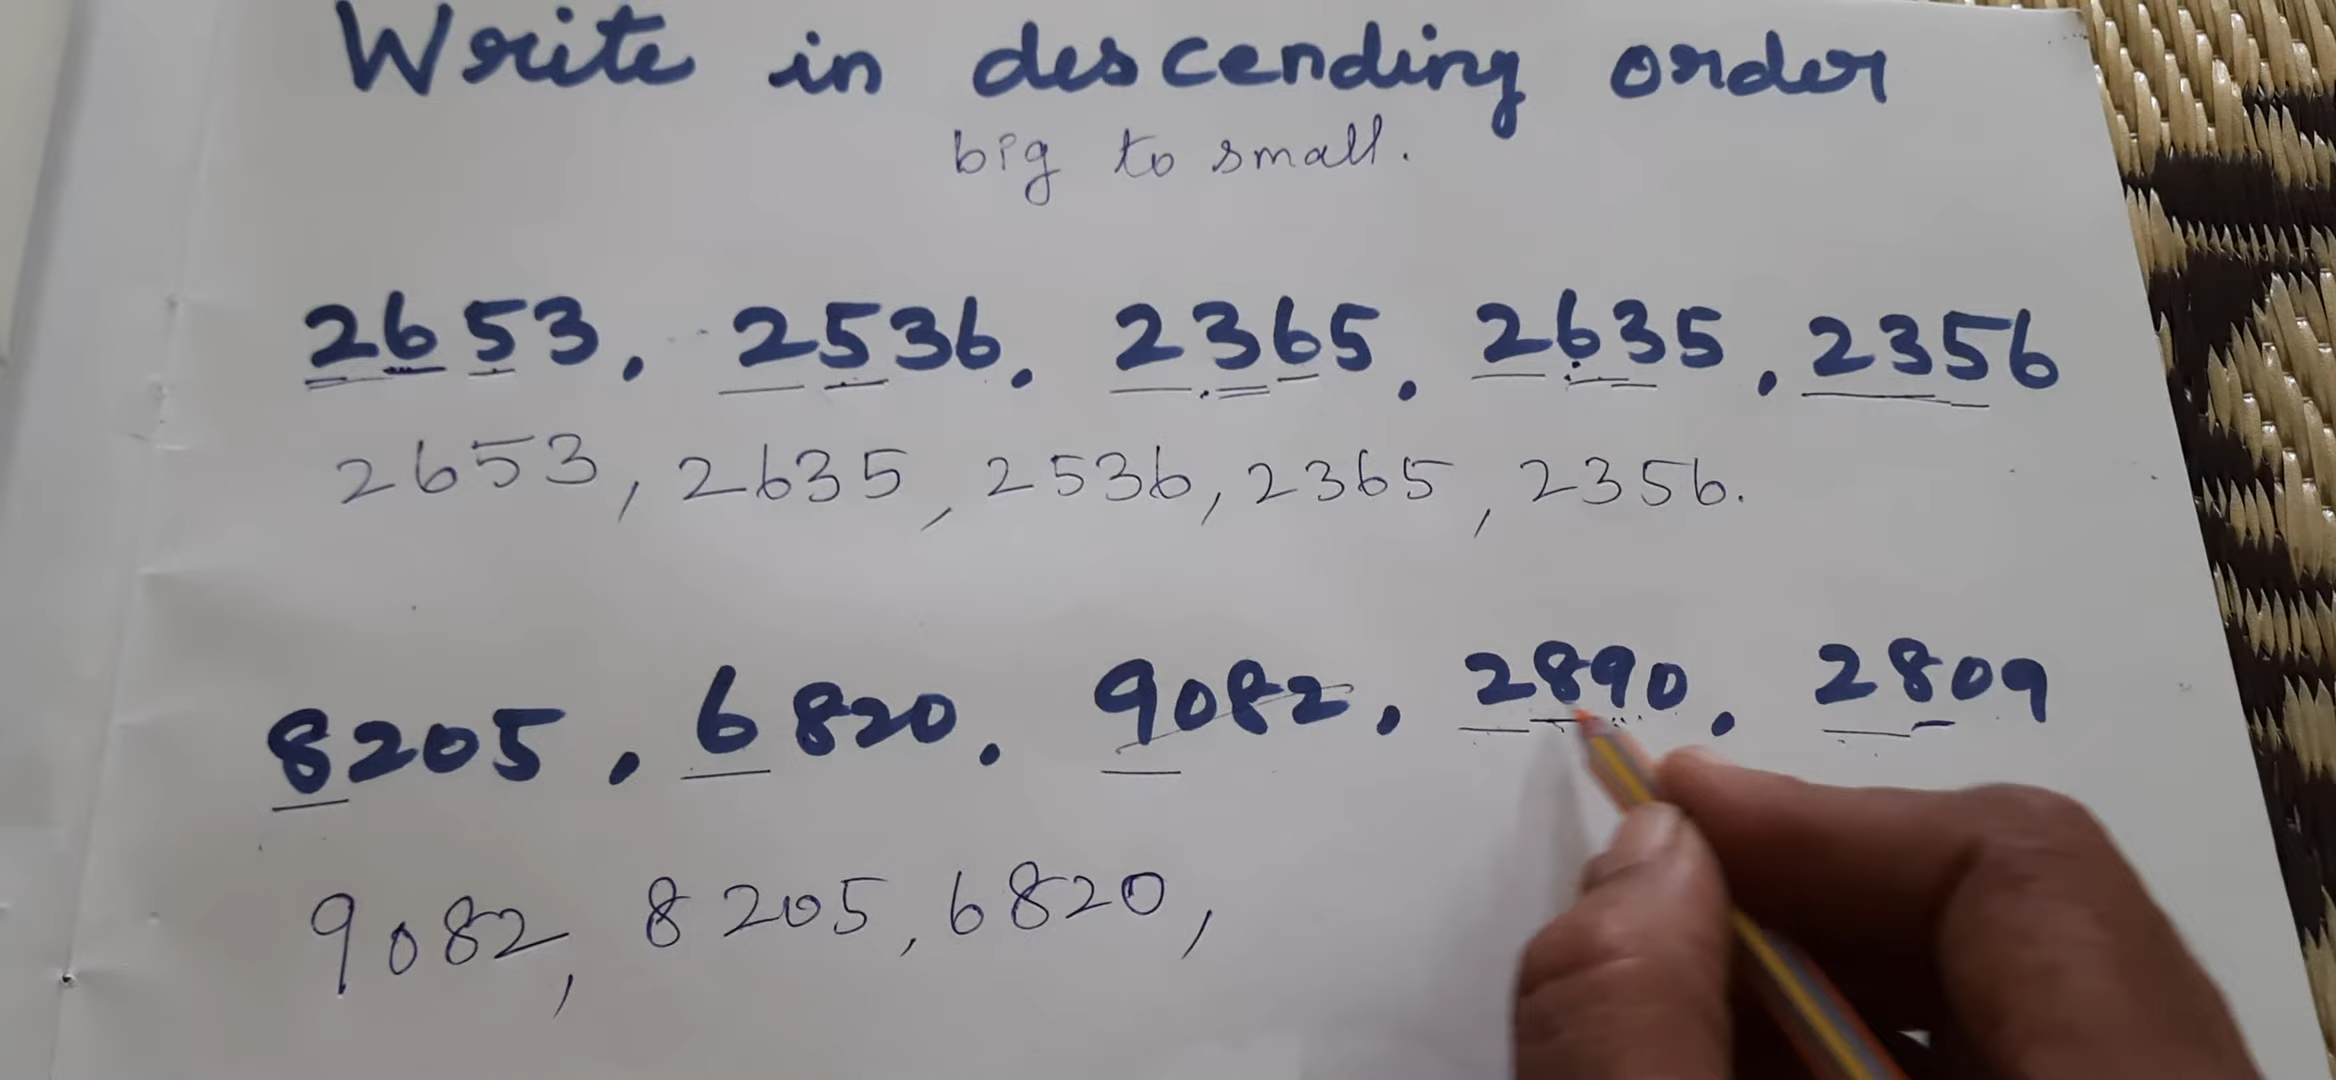 Write in descending order
big to small.
2653, 2536, 2365, 2635, 2356
2653, 2635, 2536, 2365, 2356.
8205, 6820, 9082, 2890, 2809
9082, 8205, 6820,